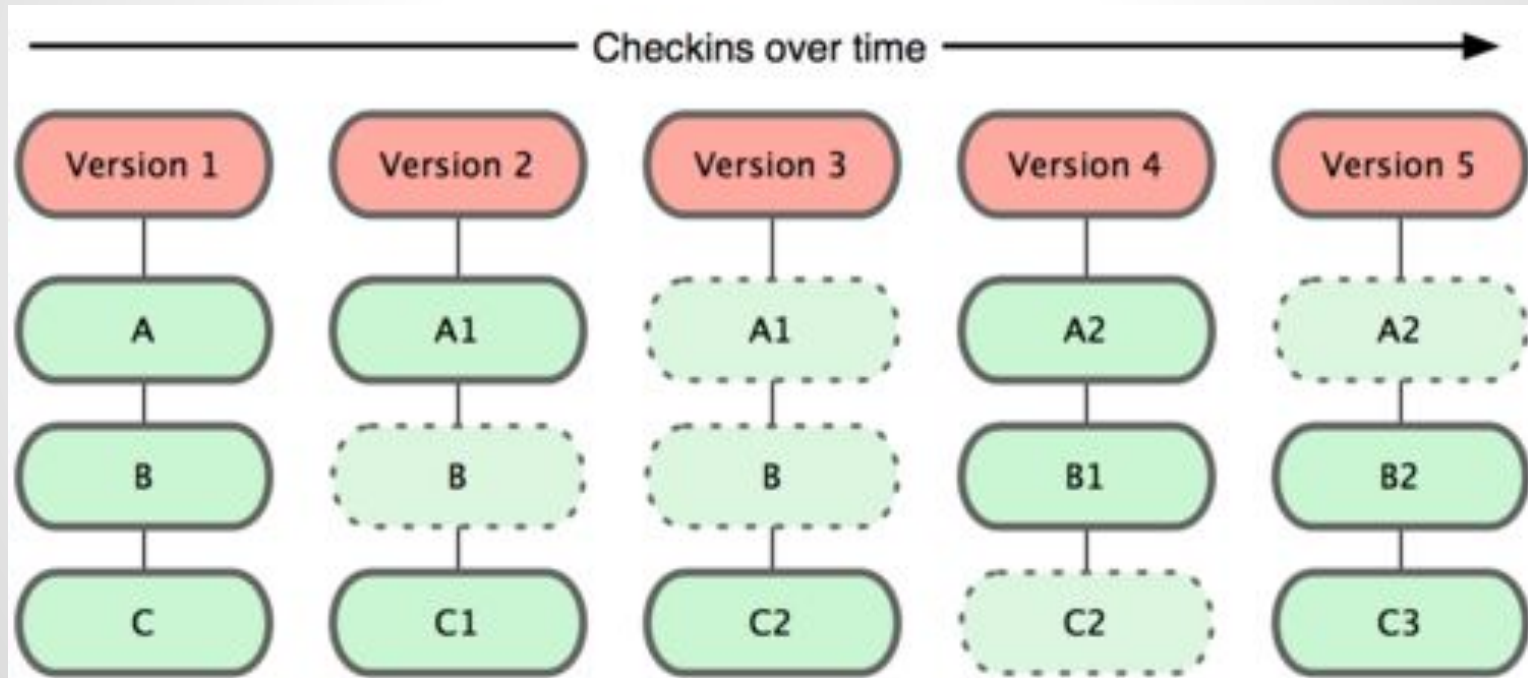 Checkins over time
Version 1 Version 2 Version 3 Version 4 Version 5
A A1 A1 A2 A2
B B B B1 B2
C C1 C2 C2 C3